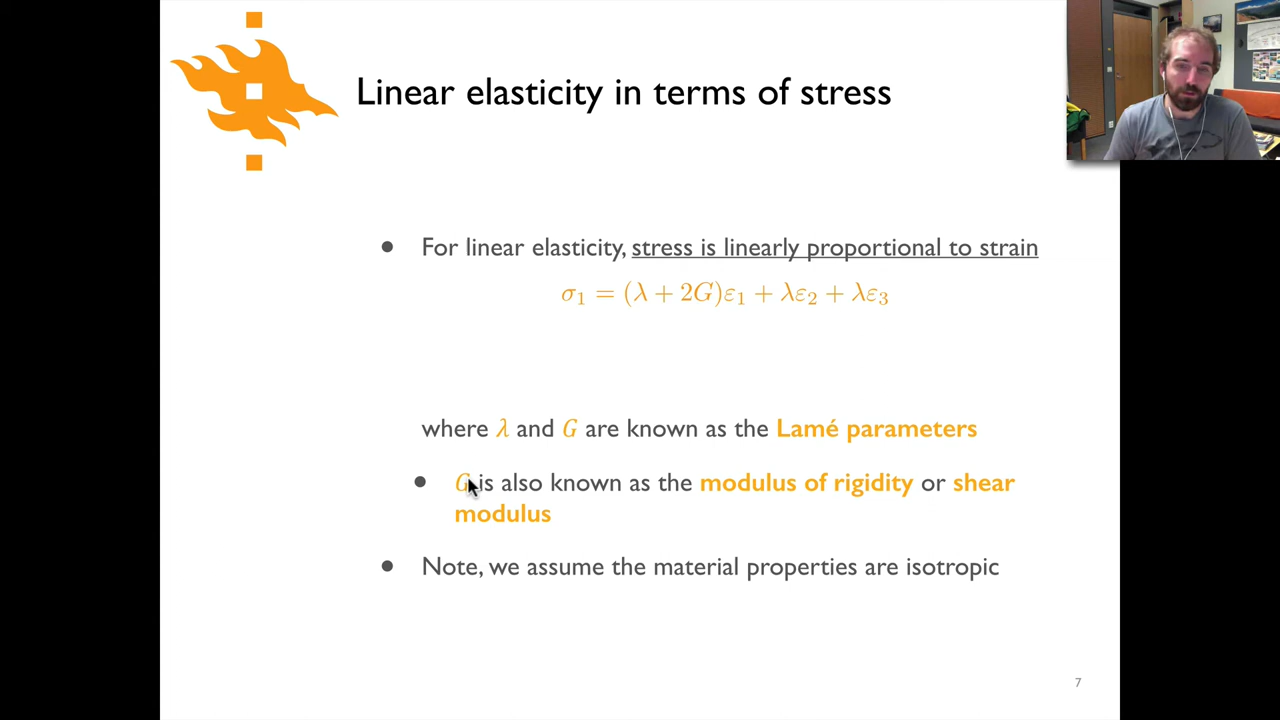 Linear elasticity in terms of stress
● For linear elasticity, stress is linearly proportional to strain
σ₁ = (λ + 2G)ε₁ + λε₂ + λε₃
where λ and G are known as the Lamé parameters
● G is also known as the modulus of rigidity or shear
modulus
● Note, we assume the material properties are isotropic
7